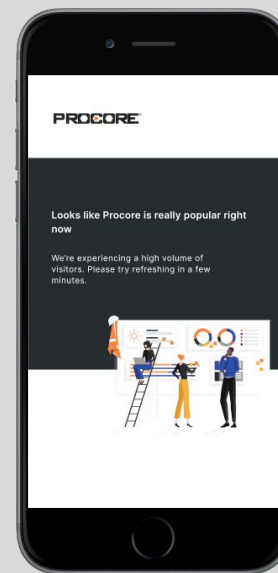 PROCORE
Looks like Procore is really popular right
now
We're experiencing a high volume of
visitors. Please try refreshing in a few
minutes.